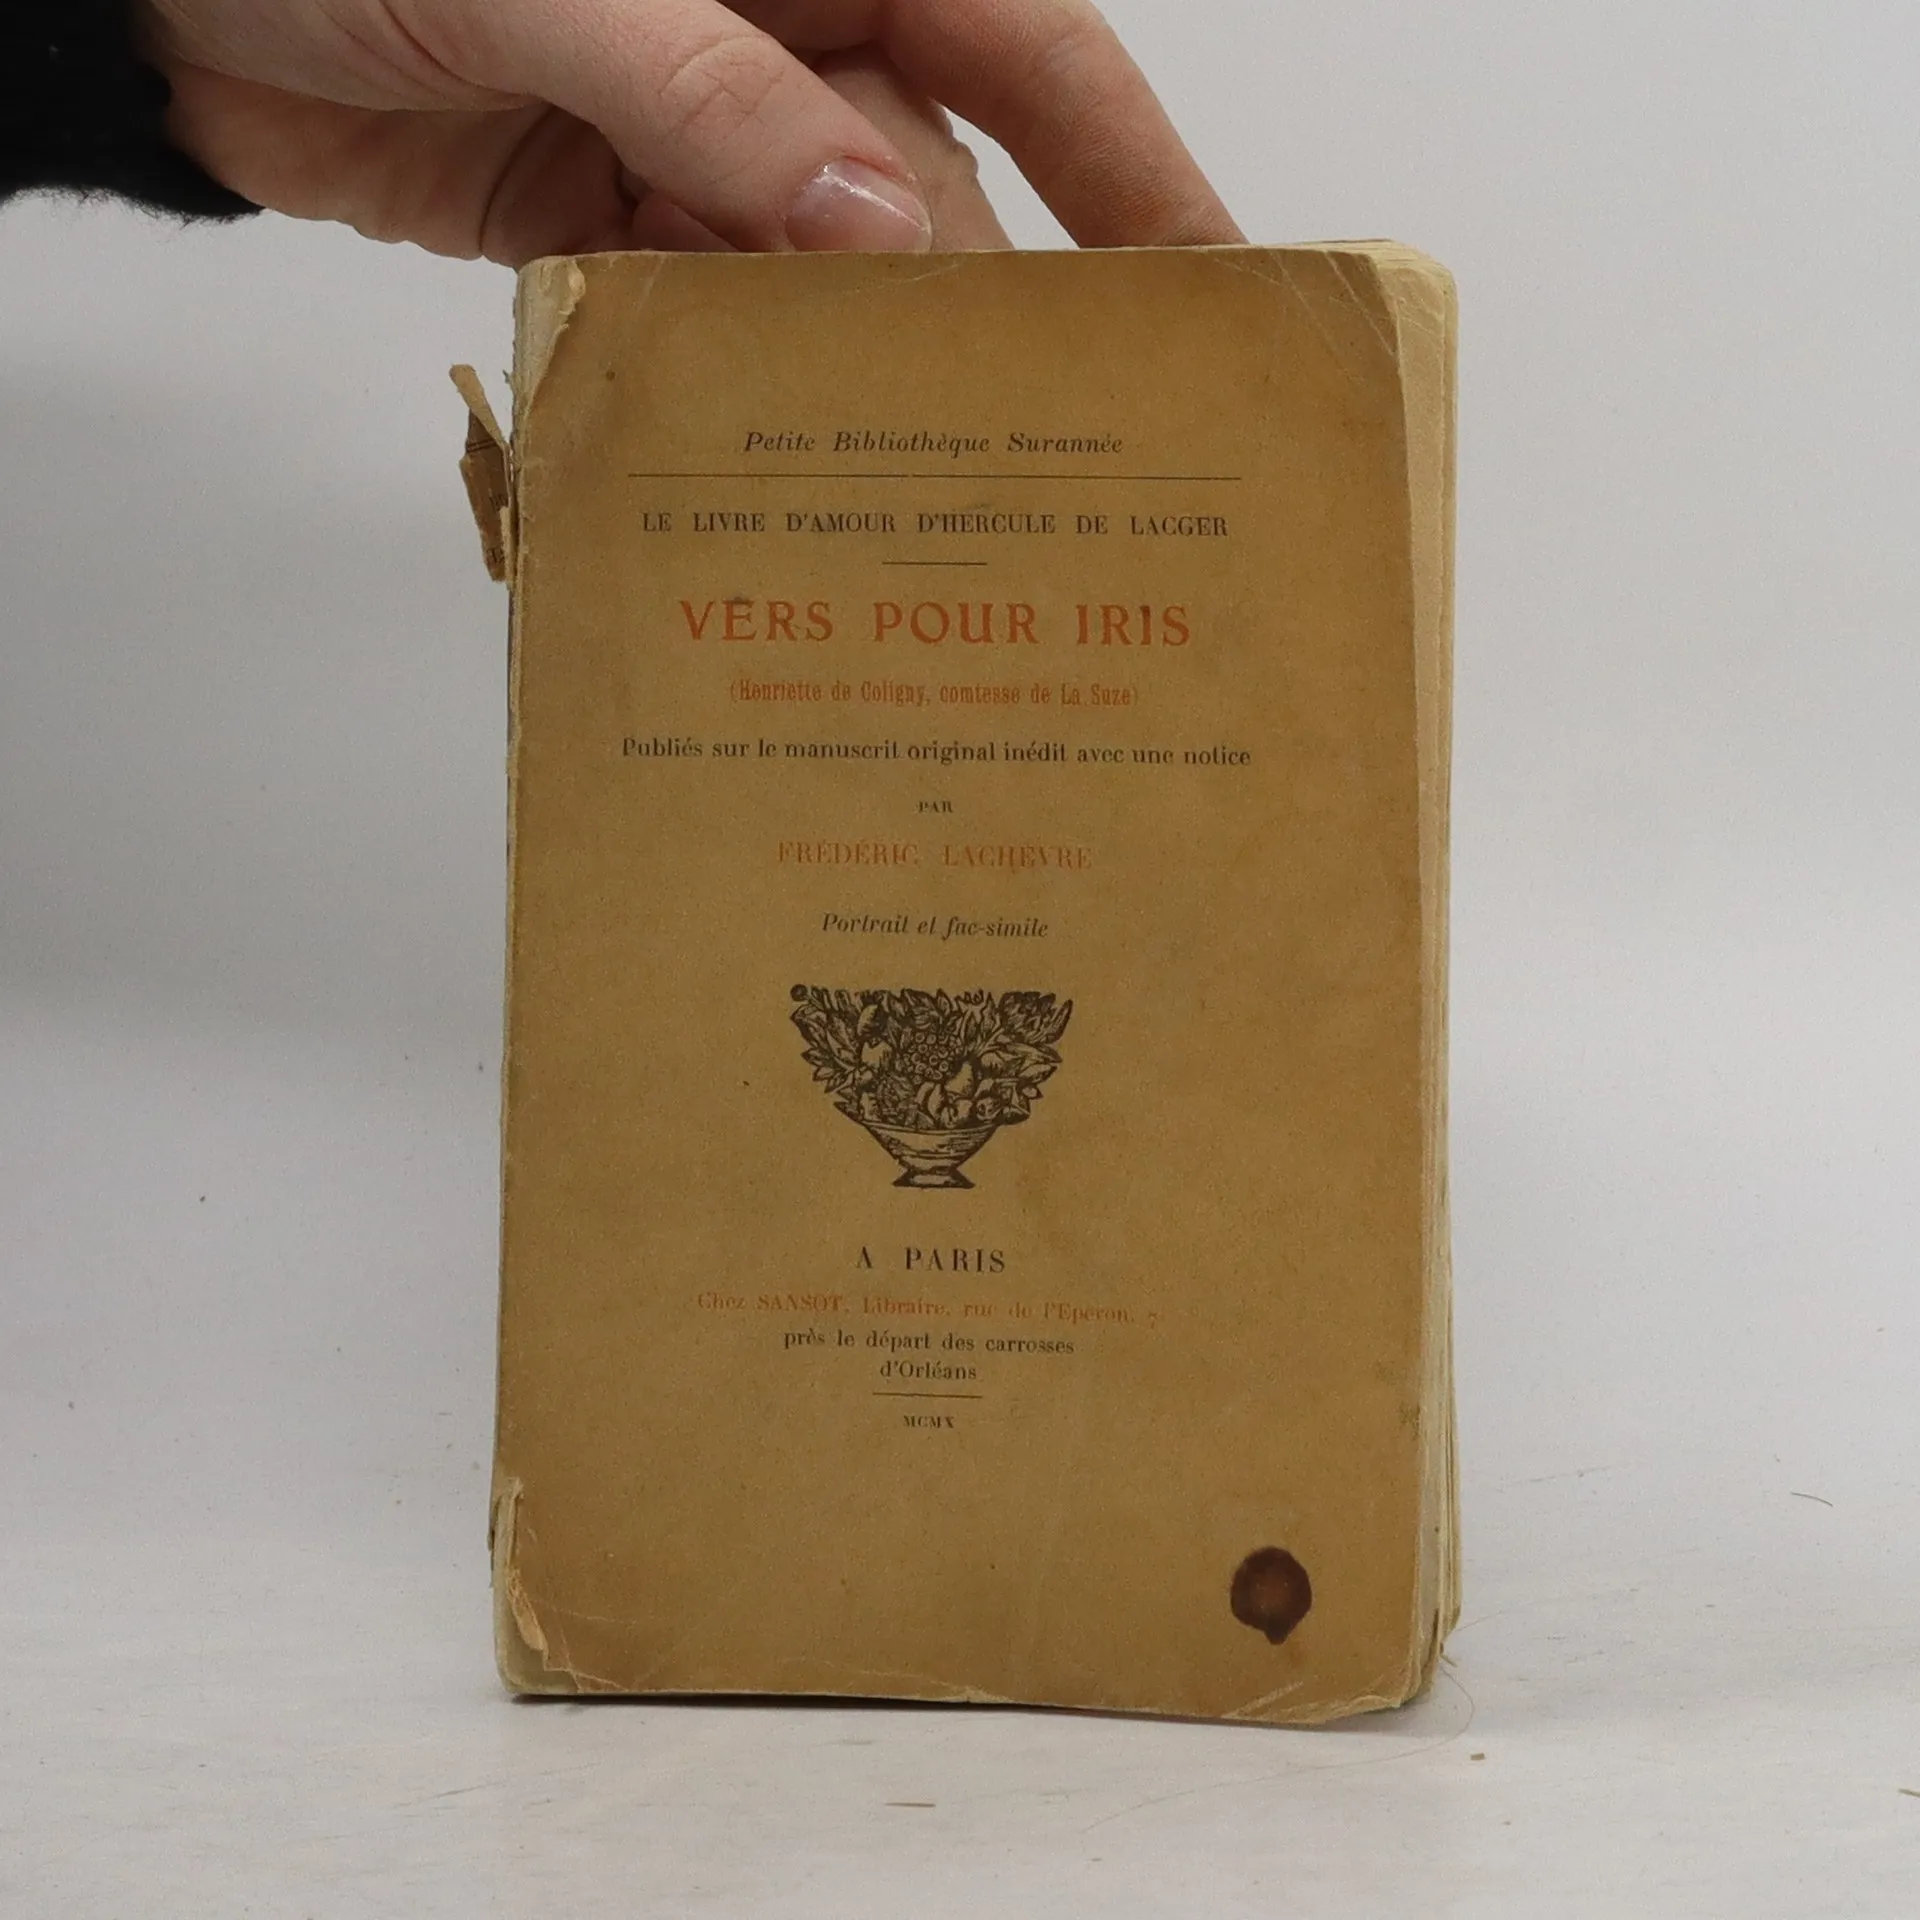 Petite Bibliothèque Surannée
LE LIVRE D'AMOUR D'HERCULE DE LACGER
VERS POUR IRIS
(Henriette de Coligny, comtesse de La Suze)
Publiés sur le manuscrit original inédit avec une notice
PAR
FRÉDÉRIC LACHÈVRE
Portrait et fac-simile
A PARIS
Chez SANSOT, Libraire, rue de l'Eperon, 7
près le départ des carrosses
d'Orléans
MCMX